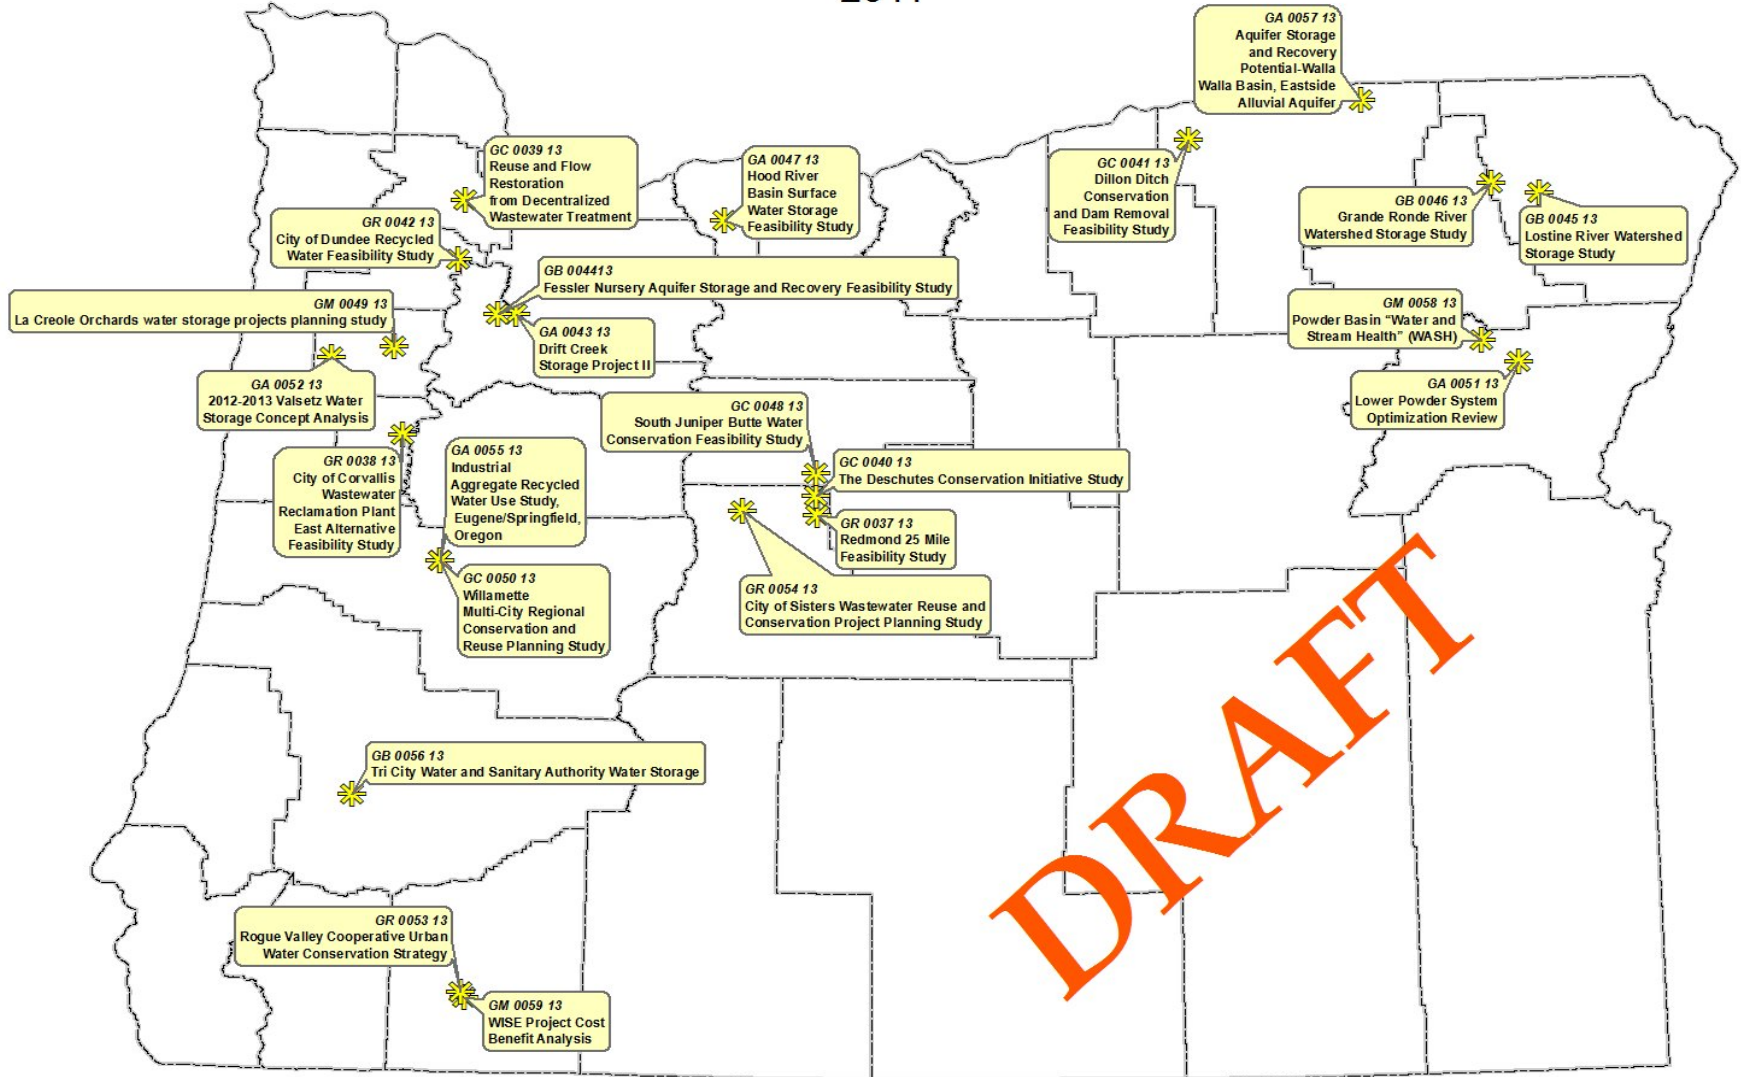 GA 0057 13
Aquifer Storage
and Recovery
Potential-Walla
Walla Basin, Eastside
Alluvial Aquifer
GC 0039 13
Reuse and Flow
Restoration
from Decentralized
Wastewater Treatment
GA 0047 13
Hood River
Basin Surface
Water Storage
Feasibility Study
GC 0041 13
Dillon Ditch
Conservation
and Dam Removal
Feasibility Study
GB 0046 13
Grande Ronde River
Watershed Storage Study
GB 0045 13
Lostine River Watershed
Storage Study
GR 0042 13
City of Dundee Recycled
Water Feasibility Study
GB 004413
Fessler Nursery Aquifer Storage and Recovery Feasibility Study
GM 0049 13
La Creole Orchards water storage projects planning study
GA 0043 13
Drift Creek
Storage Project II
GM 0058 13
Powder Basin “Water and
Stream Health” (WASH)
GA 0052 13
2012-2013 Valsetz Water
Storage Concept Analysis
GA 0051 13
Lower Powder System
Optimization Review
GC 0048 13
South Juniper Butte Water
Conservation Feasibility Study
GR 0038 13
City of Corvallis
Wastewater
Reclamation Plant
East Alternative
Feasibility Study
GA 0055 13
Industrial
Aggregate Recycled
Water Use Study,
Eugene/Springfield,
Oregon
GC 0040 13
The Deschutes Conservation Initiative Study
GR 0037 13
Redmond 25 Mile
Feasibility Study
GC 0050 13
Willamette
Multi-City Regional
Conservation and
Reuse Planning Study
GR 0054 13
City of Sisters Wastewater Reuse and
Conservation Project Planning Study
DRAFT
GB 0056 13
Tri City Water and Sanitary Authority Water Storage
GR 0053 13
Rogue Valley Cooperative Urban
Water Conservation Strategy
GM 0059 13
WISE Project Cost
Benefit Analysis